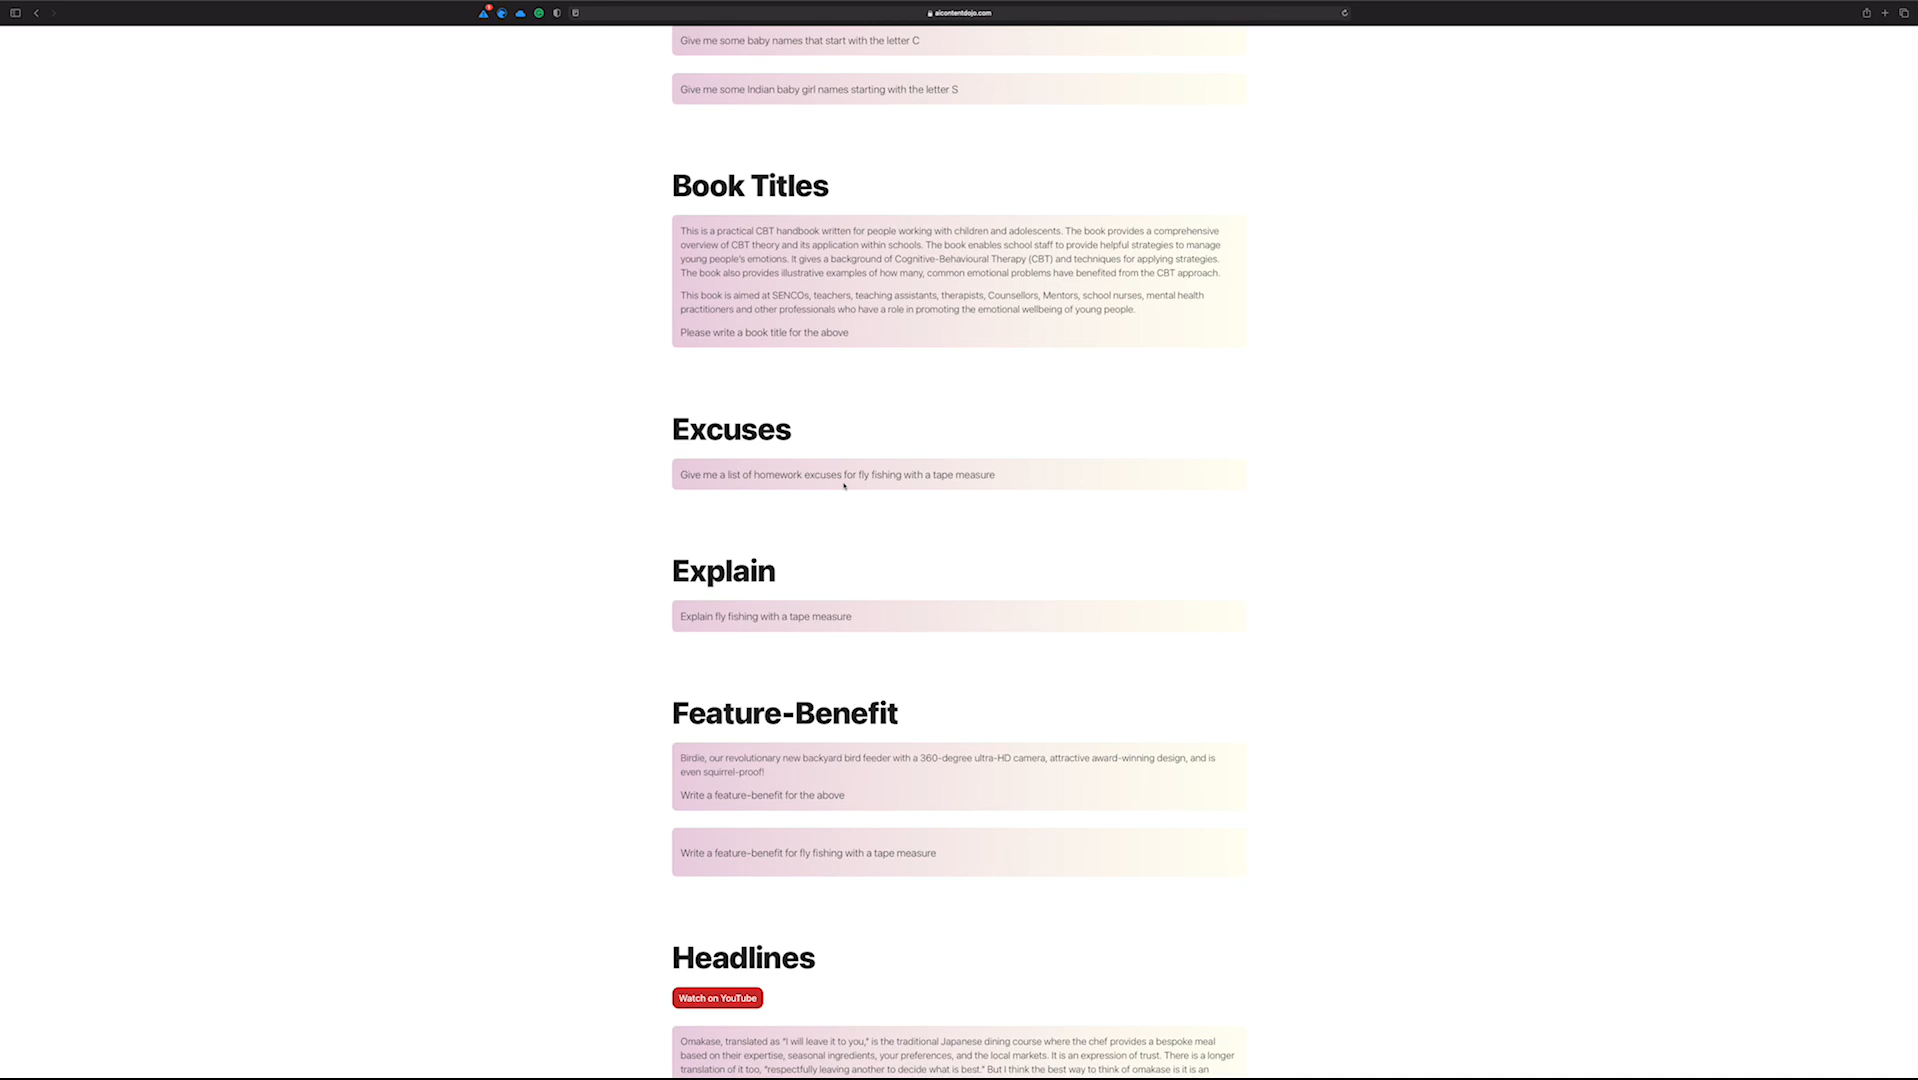 aicontentdojo.com
Give me some baby names that start with the letter C
Give me some Indian baby girl names starting with the letter S
Book Titles
This is a practical CBT handbook written for people working with children and adolescents. The book provides a comprehensive
overview of CBT theory and its application within schools. The book enables school staff to provide helpful strategies to manage
young people's emotions. It gives a background of Cognitive-Behavioural Therapy (CBT) and techniques for applying strategies.
The book also provides illustrative examples of how many, common emotional problems have benefited from the CBT approach.
This book is aimed at SENCOs, teachers, teaching assistants, therapists, Counsellors, Mentors, school nurses, mental health
practitioners and other professionals who have a role in promoting the emotional wellbeing of young people.
Please write a book title for the above
Excuses
Give me a list of homework excuses for fly fishing with a tape measure
Explain
Explain fly fishing with a tape measure
Feature-Benefit
Birdie, our revolutionary new backyard bird feeder with a 360-degree ultra-HD camera, attractive award-winning design, and is
even squirrel-proof!
Write a feature-benefit for the above
Write a feature-benefit for fly fishing with a tape measure
Headlines
Watch on YouTube
Omakase, translated as "I will leave it to you," is the traditional Japanese dining course where the chef provides a bespoke meal
based on their expertise, seasonal ingredients, your preferences, and the local markets. It is an expression of trust. There is a longer
translation of it too, "respectfully leaving another to decide what is best." But I think the best way to think of omakase is it is an